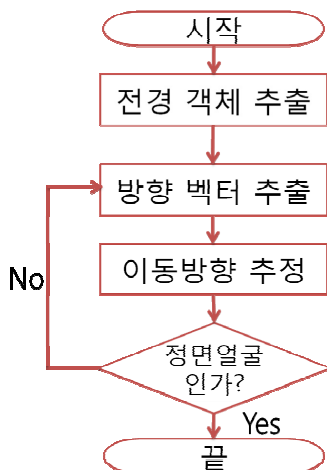 시작
전경 객체 추출
방향 벡터 추출
이동방향 추정
No
정면얼굴
인가?
Yes
끝